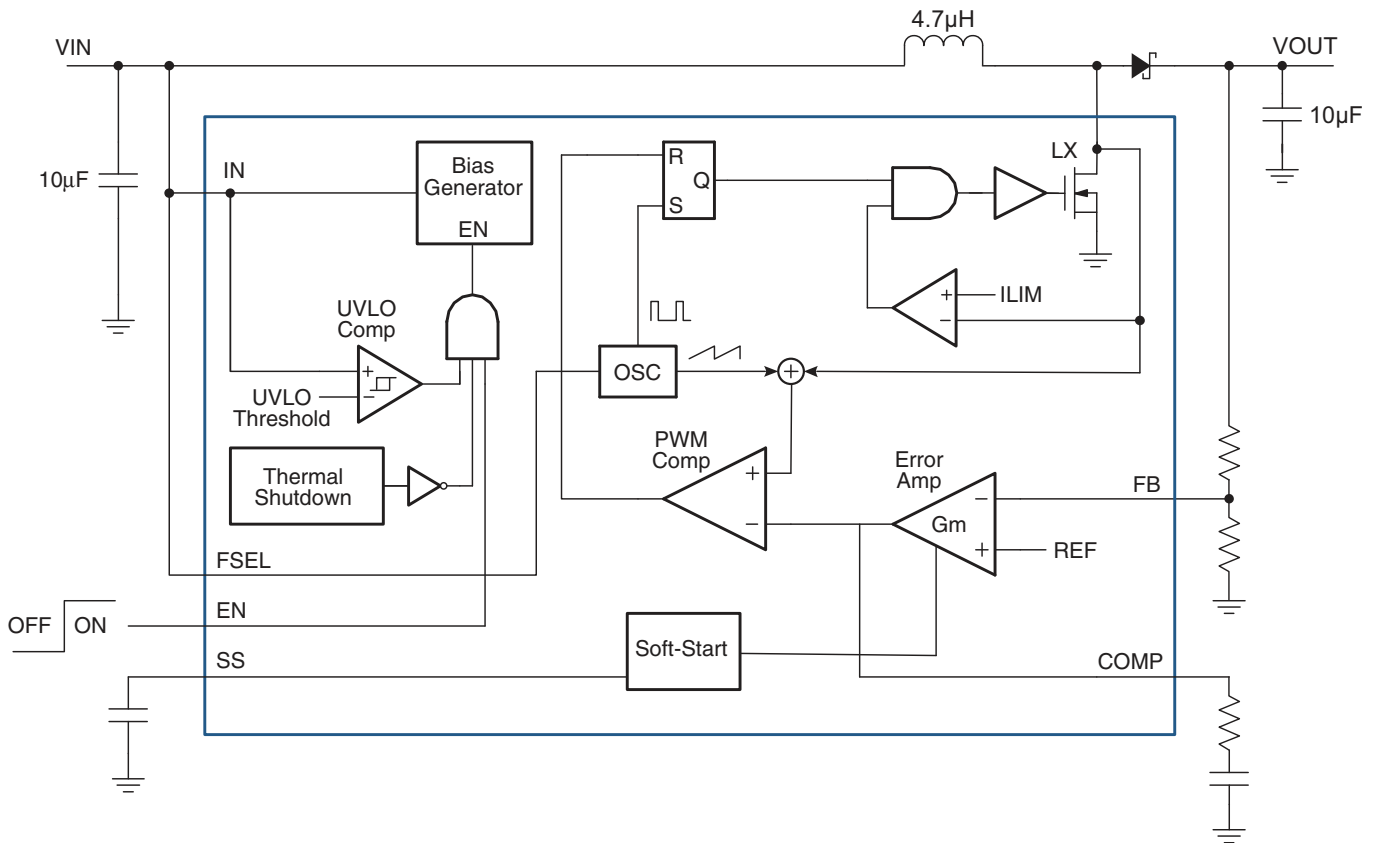 4.7µH
VIN
VOUT
10µF
10µF
IN
Bias
Generator
EN
R
Q
S
LX
UVLO
Comp
+
−
ILIM
+
−
UVLO
Threshold
OSC
+
Thermal
Shutdown
PWM
Comp
+
−
Error
Amp
Gm
−
+
FB
REF
FSEL
OFF
ON
EN
SS
Soft-Start
COMP